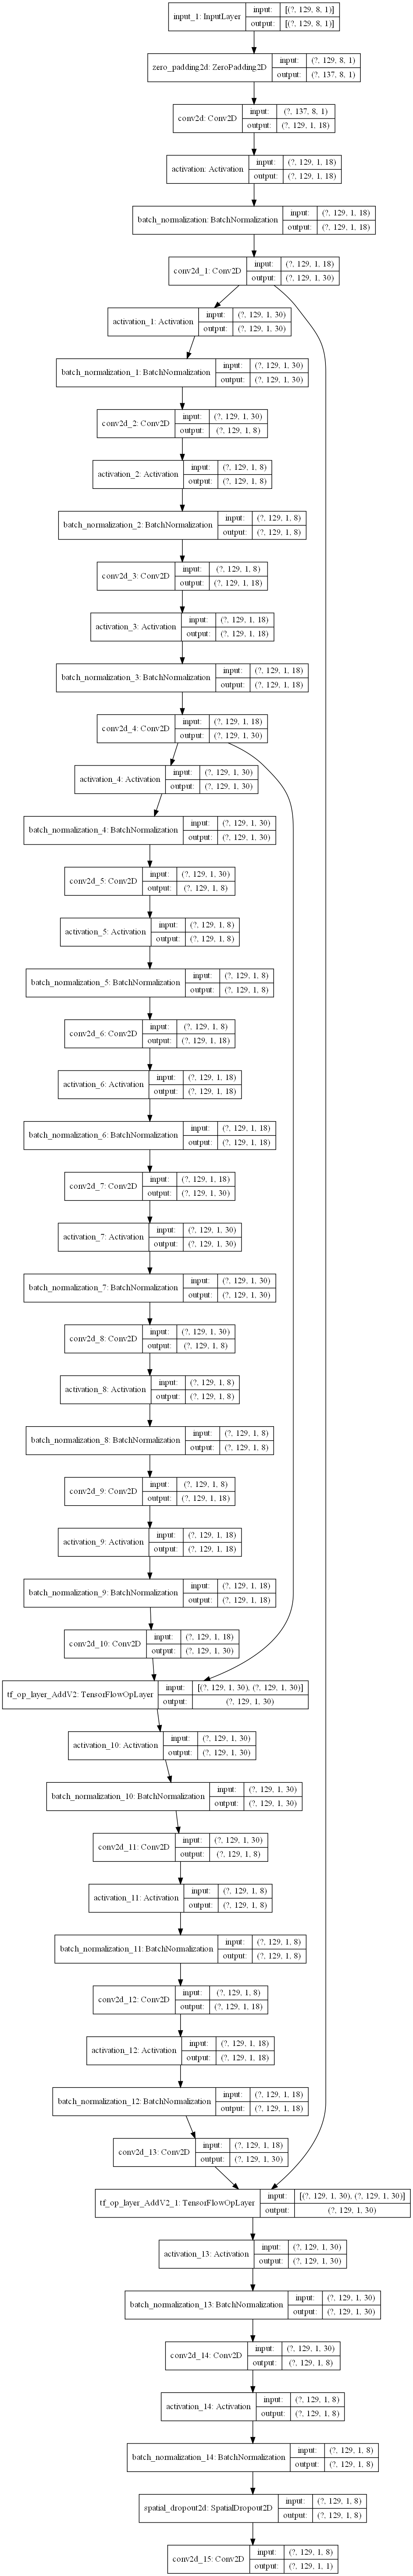 input_1: InputLayer
input: [(?, 129, 8, 1)]
output: [(?, 129, 8, 1)]
zero_padding2d: ZeroPadding2D
input: (?, 129, 8, 1)
output: (?, 137, 8, 1)
conv2d: Conv2D
input: (?, 137, 8, 1)
output: (?, 129, 1, 18)
activation: Activation
input: (?, 129, 1, 18)
output: (?, 129, 1, 18)
batch_normalization: BatchNormalization
input: (?, 129, 1, 18)
output: (?, 129, 1, 18)
conv2d_1: Conv2D
input: (?, 129, 1, 18)
output: (?, 129, 1, 30)
activation_1: Activation
input: (?, 129, 1, 30)
output: (?, 129, 1, 30)
batch_normalization_1: BatchNormalization
input: (?, 129, 1, 30)
output: (?, 129, 1, 30)
conv2d_2: Conv2D
input: (?, 129, 1, 30)
output: (?, 129, 1, 8)
activation_2: Activation
input: (?, 129, 1, 8)
output: (?, 129, 1, 8)
batch_normalization_2: BatchNormalization
input: (?, 129, 1, 8)
output: (?, 129, 1, 8)
conv2d_3: Conv2D
input: (?, 129, 1, 8)
output: (?, 129, 1, 18)
activation_3: Activation
input: (?, 129, 1, 18)
output: (?, 129, 1, 18)
batch_normalization_3: BatchNormalization
input: (?, 129, 1, 18)
output: (?, 129, 1, 18)
conv2d_4: Conv2D
input: (?, 129, 1, 18)
output: (?, 129, 1, 30)
activation_4: Activation
input: (?, 129, 1, 30)
output: (?, 129, 1, 30)
batch_normalization_4: BatchNormalization
input: (?, 129, 1, 30)
output: (?, 129, 1, 30)
conv2d_5: Conv2D
input: (?, 129, 1, 30)
output: (?, 129, 1, 8)
activation_5: Activation
input: (?, 129, 1, 8)
output: (?, 129, 1, 8)
batch_normalization_5: BatchNormalization
input: (?, 129, 1, 8)
output: (?, 129, 1, 8)
conv2d_6: Conv2D
input: (?, 129, 1, 8)
output: (?, 129, 1, 18)
activation_6: Activation
input: (?, 129, 1, 18)
output: (?, 129, 1, 18)
batch_normalization_6: BatchNormalization
input: (?, 129, 1, 18)
output: (?, 129, 1, 18)
conv2d_7: Conv2D
input: (?, 129, 1, 18)
output: (?, 129, 1, 30)
activation_7: Activation
input: (?, 129, 1, 30)
output: (?, 129, 1, 30)
batch_normalization_7: BatchNormalization
input: (?, 129, 1, 30)
output: (?, 129, 1, 30)
conv2d_8: Conv2D
input: (?, 129, 1, 30)
output: (?, 129, 1, 8)
activation_8: Activation
input: (?, 129, 1, 8)
output: (?, 129, 1, 8)
batch_normalization_8: BatchNormalization
input: (?, 129, 1, 8)
output: (?, 129, 1, 8)
conv2d_9: Conv2D
input: (?, 129, 1, 8)
output: (?, 129, 1, 18)
activation_9: Activation
input: (?, 129, 1, 18)
output: (?, 129, 1, 18)
batch_normalization_9: BatchNormalization
input: (?, 129, 1, 18)
output: (?, 129, 1, 18)
conv2d_10: Conv2D
input: (?, 129, 1, 18)
output: (?, 129, 1, 30)
tf_op_layer_AddV2: TensorFlowOpLayer
input: [(?, 129, 1, 30), (?, 129, 1, 30)]
output: (?, 129, 1, 30)
activation_10: Activation
input: (?, 129, 1, 30)
output: (?, 129, 1, 30)
batch_normalization_10: BatchNormalization
input: (?, 129, 1, 30)
output: (?, 129, 1, 30)
conv2d_11: Conv2D
input: (?, 129, 1, 30)
output: (?, 129, 1, 8)
activation_11: Activation
input: (?, 129, 1, 8)
output: (?, 129, 1, 8)
batch_normalization_11: BatchNormalization
input: (?, 129, 1, 8)
output: (?, 129, 1, 8)
conv2d_12: Conv2D
input: (?, 129, 1, 8)
output: (?, 129, 1, 18)
activation_12: Activation
input: (?, 129, 1, 18)
output: (?, 129, 1, 18)
batch_normalization_12: BatchNormalization
input: (?, 129, 1, 18)
output: (?, 129, 1, 18)
conv2d_13: Conv2D
input: (?, 129, 1, 18)
output: (?, 129, 1, 30)
tf_op_layer_AddV2_1: TensorFlowOpLayer
input: [(?, 129, 1, 30), (?, 129, 1, 30)]
output: (?, 129, 1, 30)
activation_13: Activation
input: (?, 129, 1, 30)
output: (?, 129, 1, 30)
batch_normalization_13: BatchNormalization
input: (?, 129, 1, 30)
output: (?, 129, 1, 30)
conv2d_14: Conv2D
input: (?, 129, 1, 30)
output: (?, 129, 1, 8)
activation_14: Activation
input: (?, 129, 1, 8)
output: (?, 129, 1, 8)
batch_normalization_14: BatchNormalization
input: (?, 129, 1, 8)
output: (?, 129, 1, 8)
spatial_dropout2d: SpatialDropout2D
input: (?, 129, 1, 8)
output: (?, 129, 1, 8)
conv2d_15: Conv2D
input: (?, 129, 1, 8)
output: (?, 129, 1, 1)